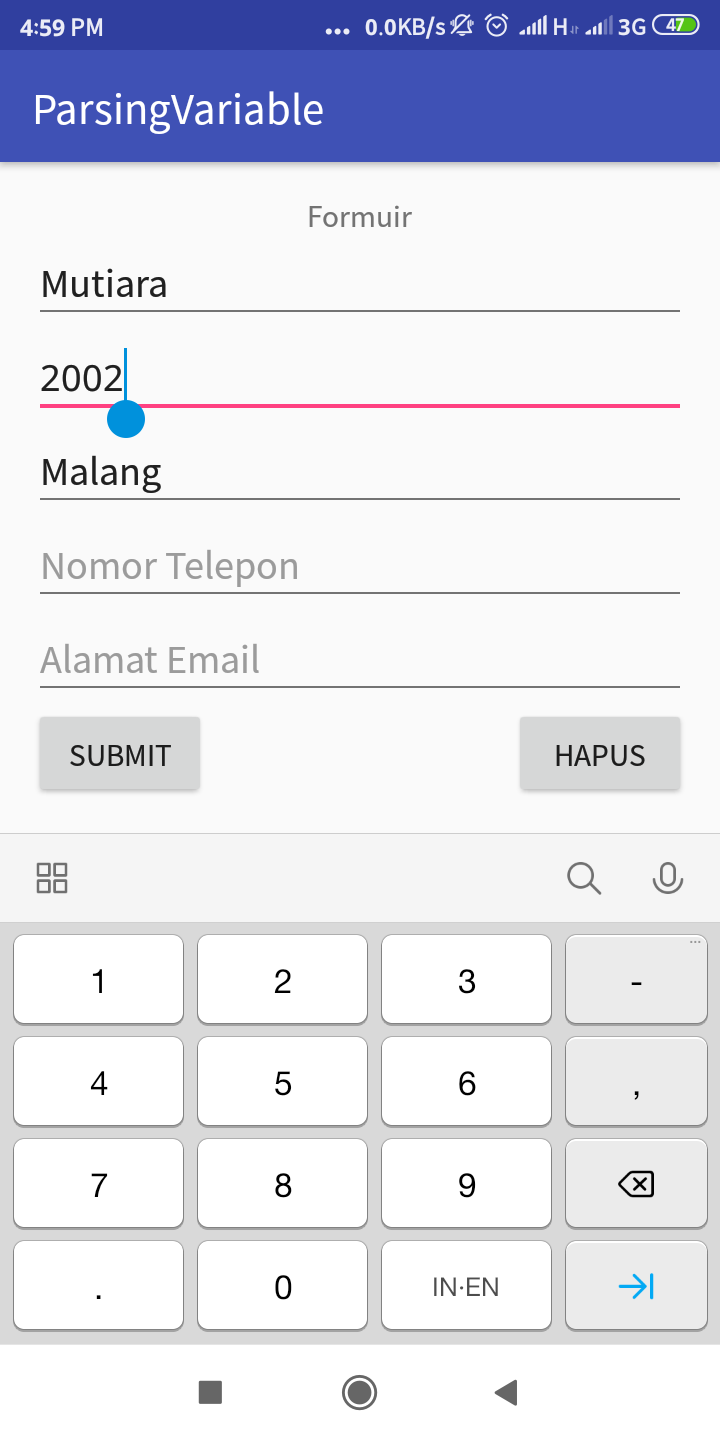 4:59 PM ... 0.0KB/s H 3G 47
ParsingVariable
Formuir
Mutiara
2002
Malang
Nomor Telepon
Alamat Email
SUBMIT HAPUS
1 2 3 -
4 5 6 ,
7 8 9
. 0 IN·EN